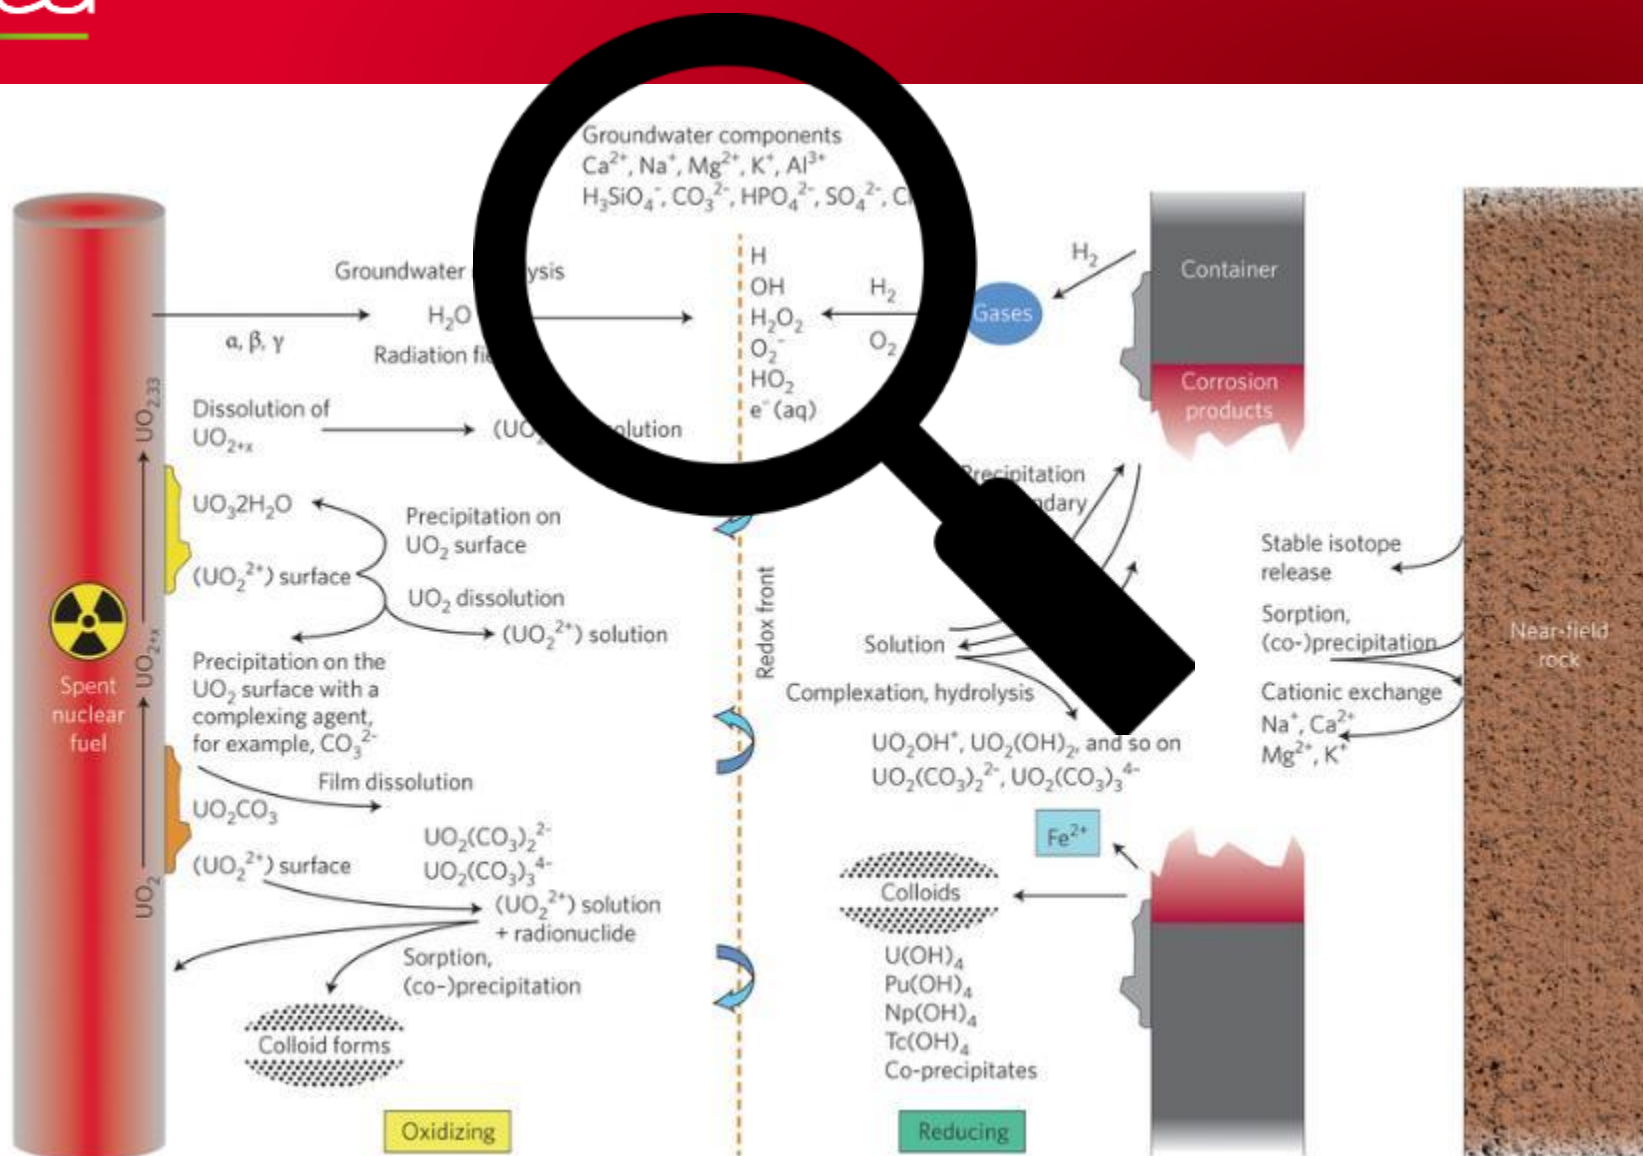 Groundwater components
Ca²⁺, Na⁺, Mg²⁺, K⁺, Al³⁺
H₃SiO₄⁻, CO₃²⁻, HPO₄²⁻, SO₄²⁻,
Groundwater
H₂O
α, β, γ
Radiation
H
OH
H₂O₂
O₂⁻
HO₂
e⁻ (aq)
H₂
O₂
Gases
H₂
Container
Corrosion
products
Dissolution of
UO₂₊ₓ
UO₃2H₂O
(UO₂²⁺) surface
Precipitation on
UO₂ surface
UO₂ dissolution
(UO₂²⁺) solution
Precipitation on the
UO₂ surface with a
complexing agent,
for example, CO₃²⁻
Film dissolution
UO₂CO₃
(UO₂²⁺) surface
UO₂(CO₃)₂²⁻
UO₂(CO₃)₃⁴⁻
(UO₂²⁺) solution
+ radionuclide
Sorption,
(co-)precipitation
Colloid forms
Oxidizing
UO₂
UO₂₊ₓ
UO₂.₃₃
Spent
nuclear
fuel
Redox front
Precipitation
Solution
Complexation, hydrolysis
UO₂OH⁺, UO₂(OH)₂, and so on
UO₂(CO₃)₂²⁻, UO₂(CO₃)₃⁴⁻
Fe²⁺
Colloids
U(OH)₄
Pu(OH)₄
Np(OH)₄
Tc(OH)₄
Co-precipitates
Reducing
Stable isotope
release
Sorption,
(co-)precipitation
Cationic exchange
Na⁺, Ca²⁺
Mg²⁺, K⁺
Near-field
rock